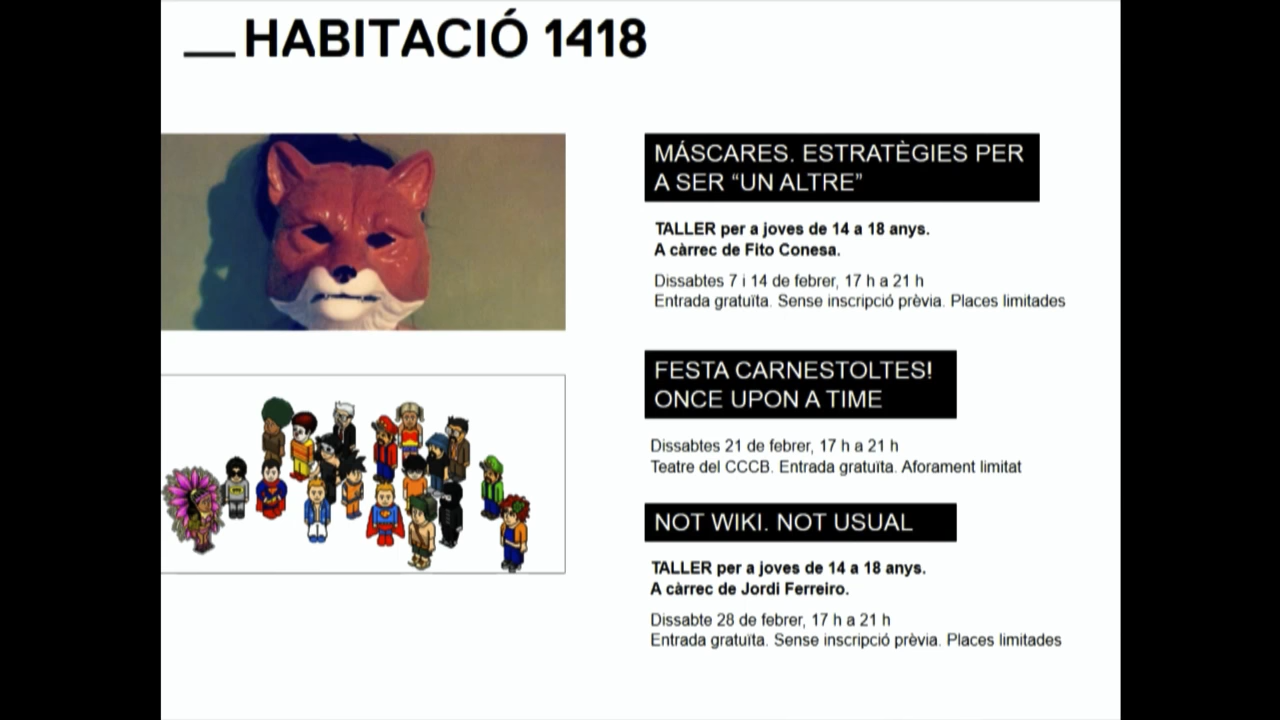 HABITACIÓ 1418
MÁSCARES. ESTRATÈGIES PER
A SER “UN ALTRE”
TALLER per a joves de 14 a 18 anys.
A càrrec de Fito Conesa.
Dissabtes 7 i 14 de febrer, 17 h a 21 h
Entrada gratuïta. Sense inscripció prèvia. Places limitades
FESTA CARNESTOLTES!
ONCE UPON A TIME
Dissabtes 21 de febrer, 17 h a 21 h
Teatre del CCCB. Entrada gratuïta. Aforament limitat
NOT WIKI. NOT USUAL
TALLER per a joves de 14 a 18 anys.
A càrrec de Jordi Ferreiro.
Dissabte 28 de febrer, 17 h a 21 h
Entrada gratuïta. Sense inscripció prèvia. Places limitades